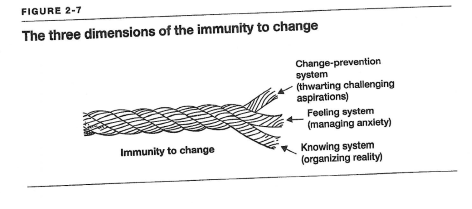 FIGURE 2-7
The three dimensions of the immunity to change
Change-prevention
system
(thwarting challenging
aspirations)
Feeling system
(managing anxiety)
Knowing system
(organizing reality)
Immunity to change